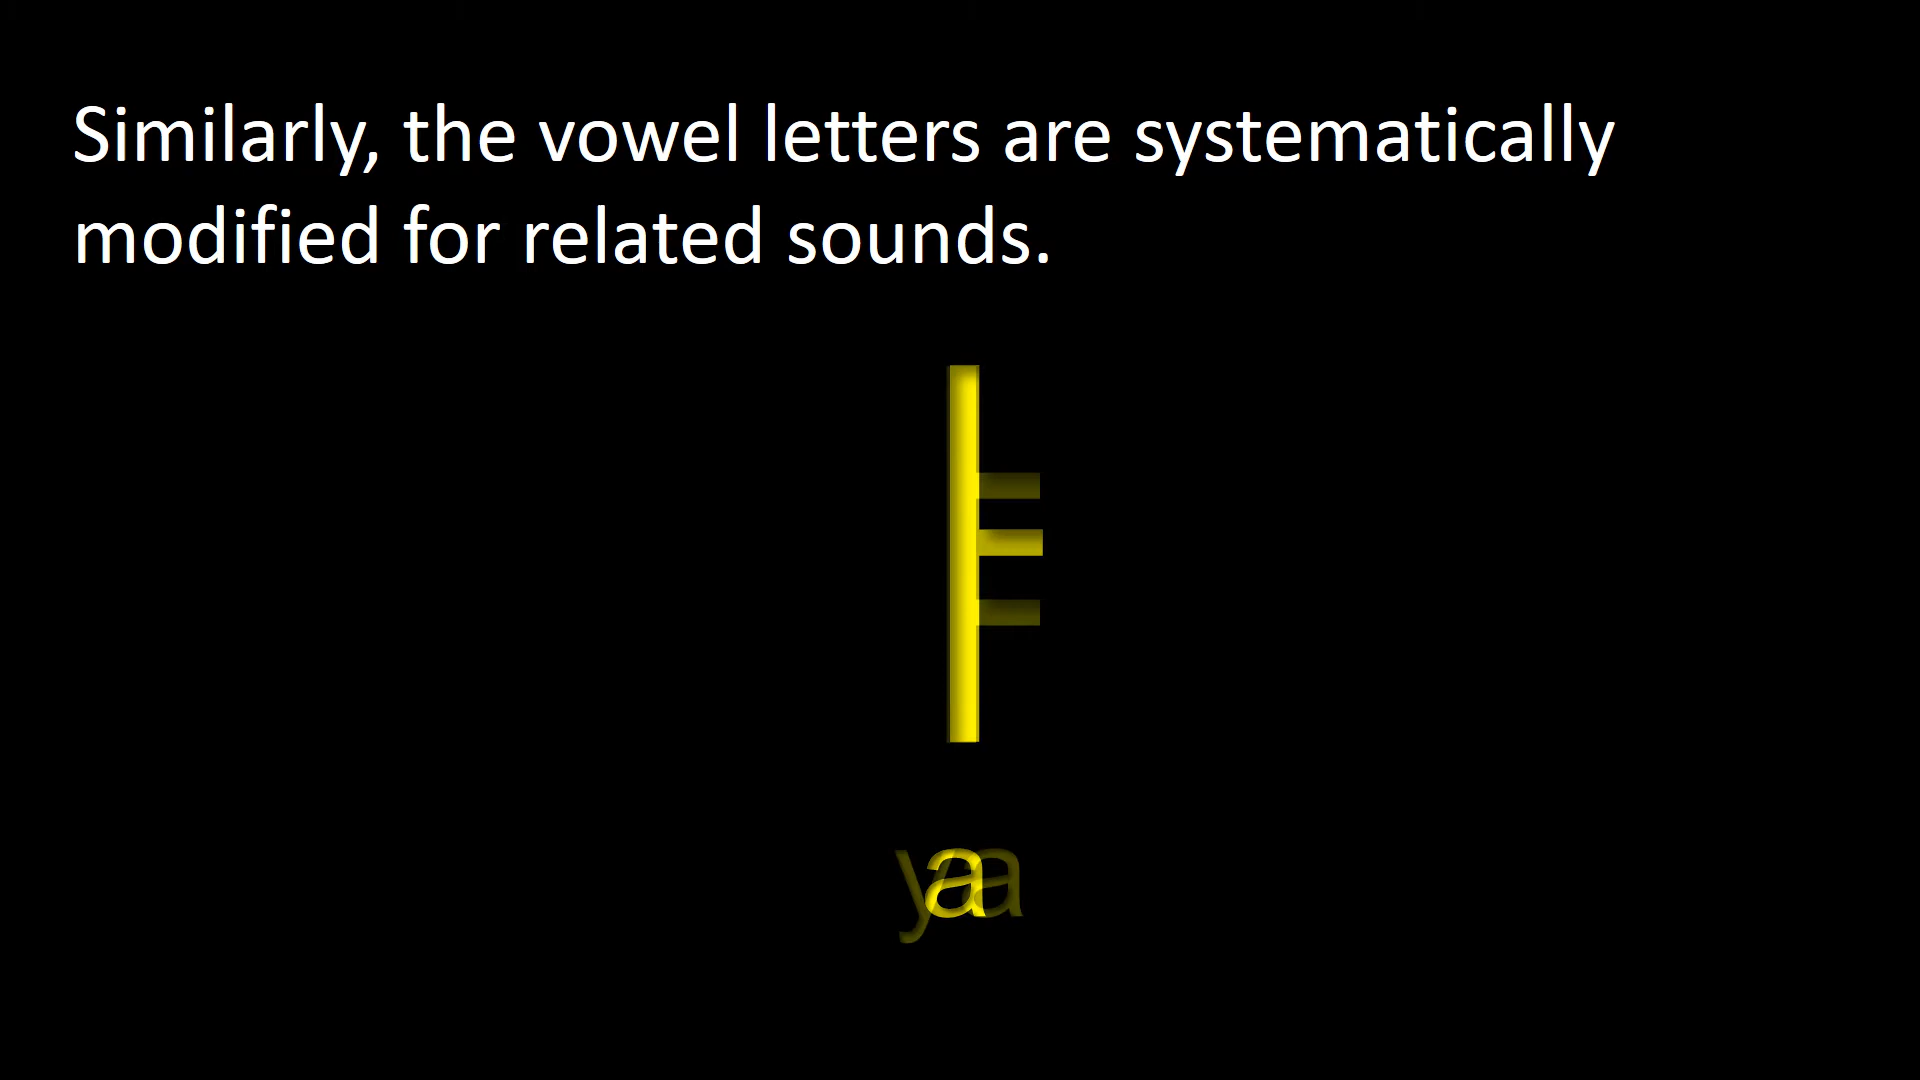 Similarly, the vowel letters are systematically
modified for related sounds.
ㅏ
a